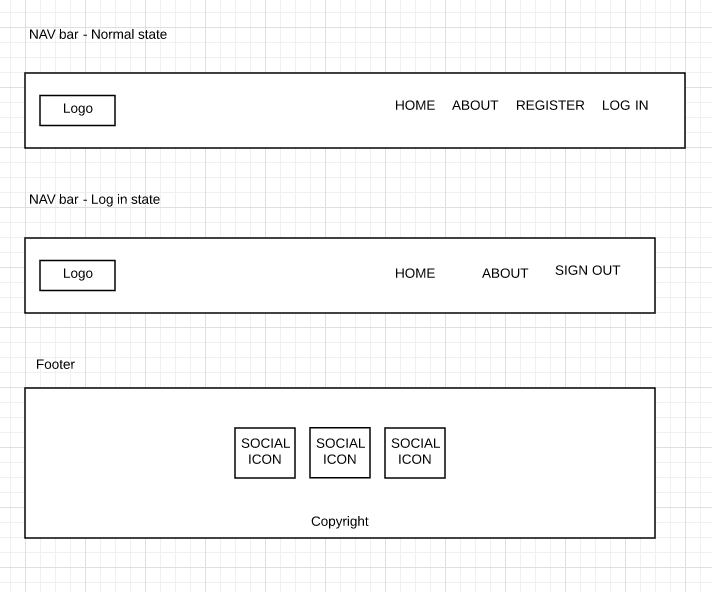 NAV bar - Normal state
Logo
HOME ABOUT REGISTER LOG IN
NAV bar - Log in state
Logo
HOME ABOUT SIGN OUT
Footer
SOCIAL ICON
SOCIAL ICON
SOCIAL ICON
Copyright